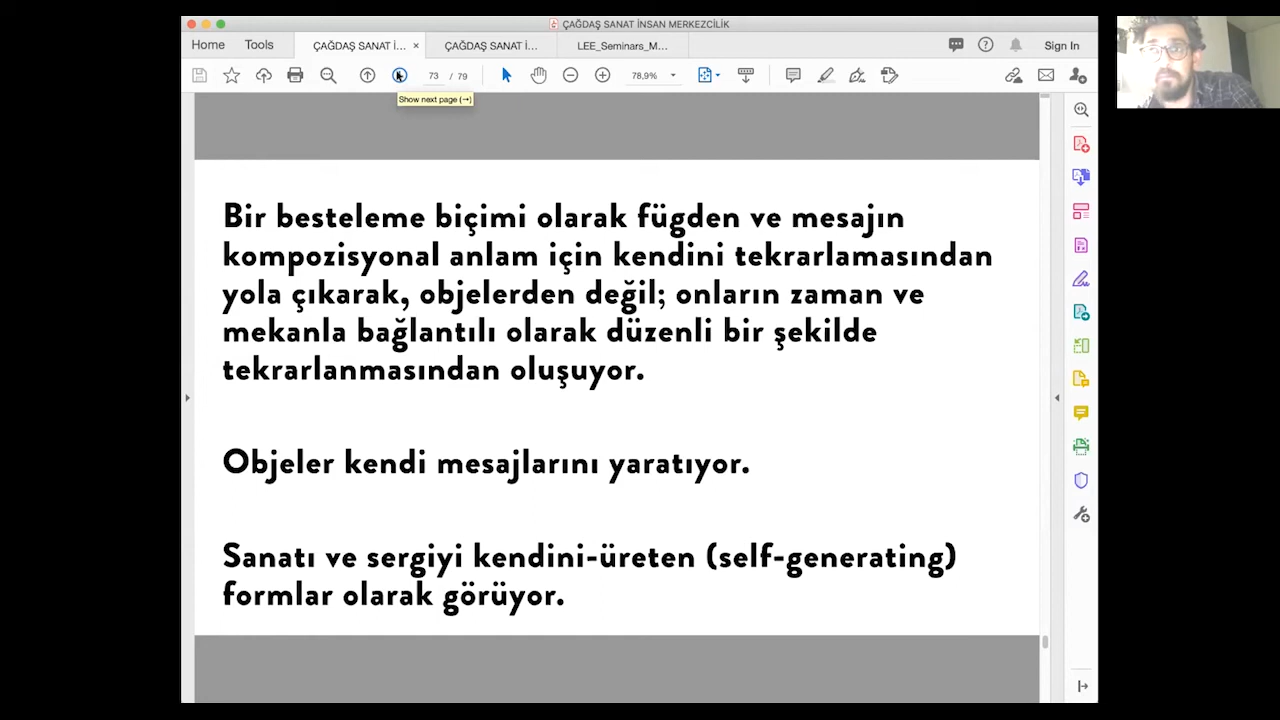 ÇAĞDAŞ SANAT İNSAN MERKEZCİLİK
Home Tools ÇAĞDAŞ SANAT İ... × ÇAĞDAŞ SANAT İ... LEE_Seminars_M... Sign In
73 / 79 78,9%
Show next page (→)
Bir besteleme biçimi olarak fügden ve mesajın
kompozisyonal anlam için kendini tekrarlamasından
yola çıkarak, objelerden değil; onların zaman ve
mekanla bağlantılı olarak düzenli bir şekilde
tekrarlanmasından oluşuyor.
Objeler kendi mesajlarını yaratıyor.
Sanatı ve sergiyi kendini-üreten (self-generating)
formlar olarak görüyor.